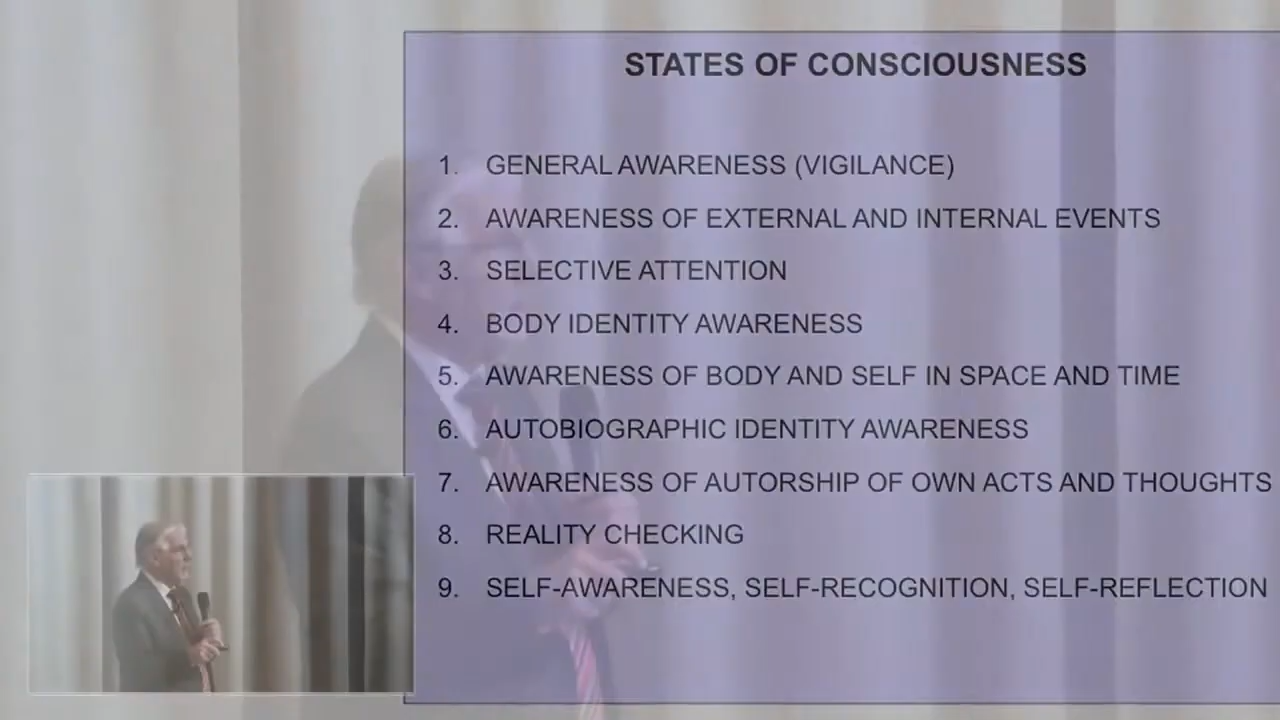 STATES OF CONSCIOUSNESS
1. GENERAL AWARENESS (VIGILANCE)
2. AWARENESS OF EXTERNAL AND INTERNAL EVENTS
3. SELECTIVE ATTENTION
4. BODY IDENTITY AWARENESS
5. AWARENESS OF BODY AND SELF IN SPACE AND TIME
6. AUTOBIOGRAPHIC IDENTITY AWARENESS
7. AWARENESS OF AUTORSHIP OF OWN ACTS AND THOUGHTS
8. REALITY CHECKING
9. SELF-AWARENESS, SELF-RECOGNITION, SELF-REFLECTION